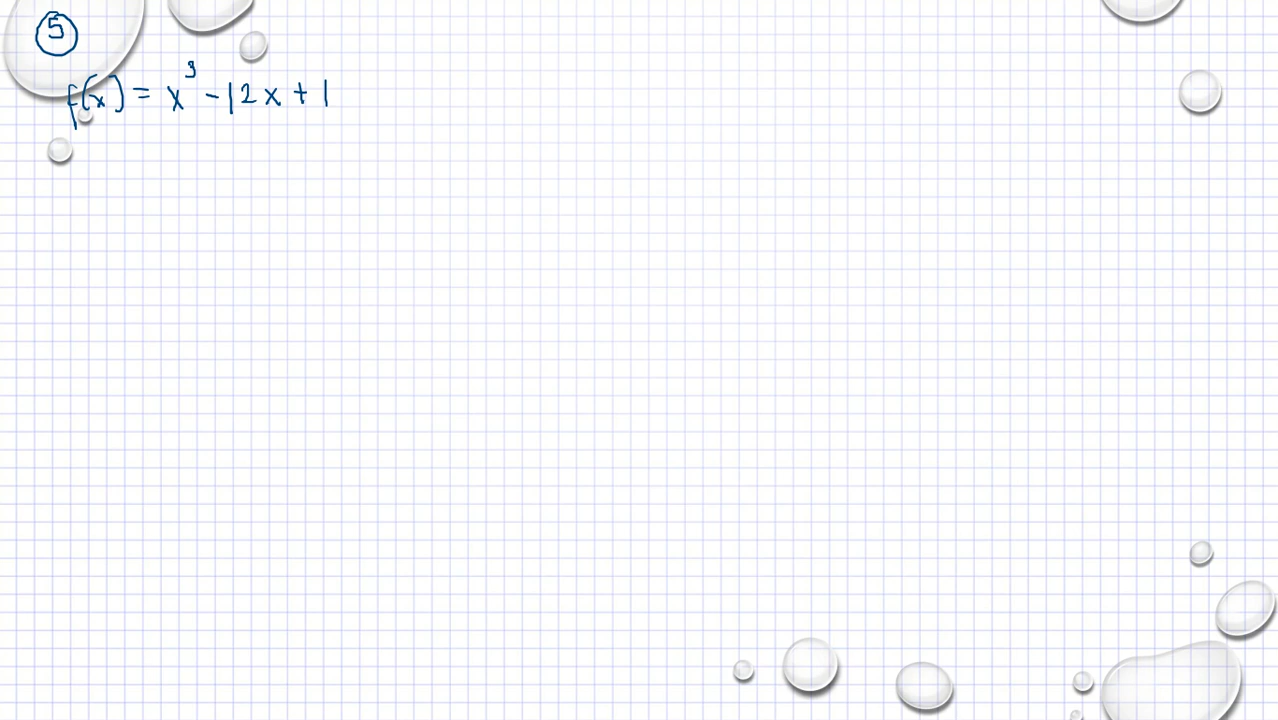 5
f(x) = x³ - 12x + 1